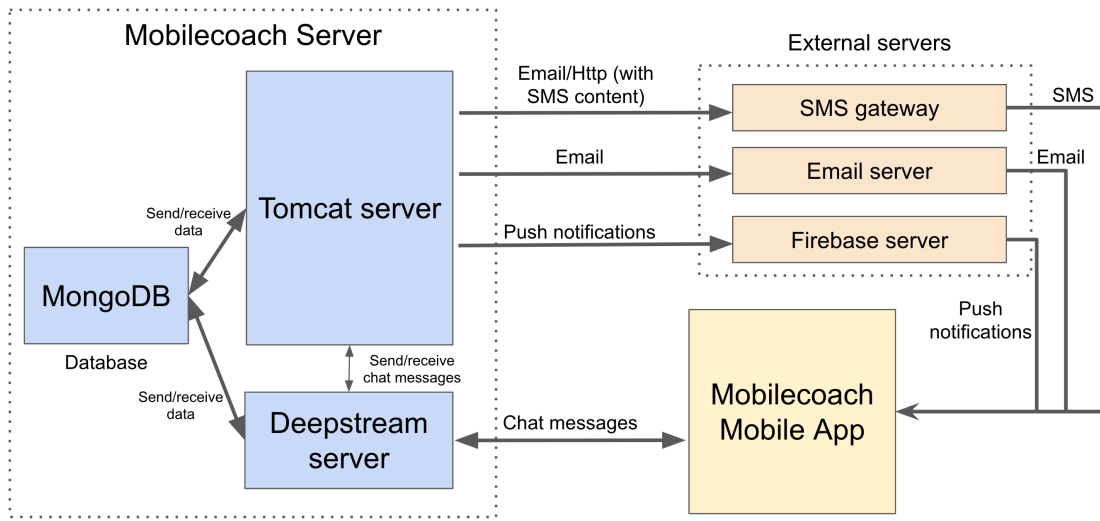 Mobilecoach Server
External servers
Email/Http (with
SMS content)
SMS gateway
SMS
Email
Email server
Email
Tomcat server
Send/receive
data
Push notifications
Firebase server
MongoDB
Database
Push
notifications
Send/receive
chat messages
Send/receive
data
Mobilecoach
Mobile App
Deepstream
server
Chat messages